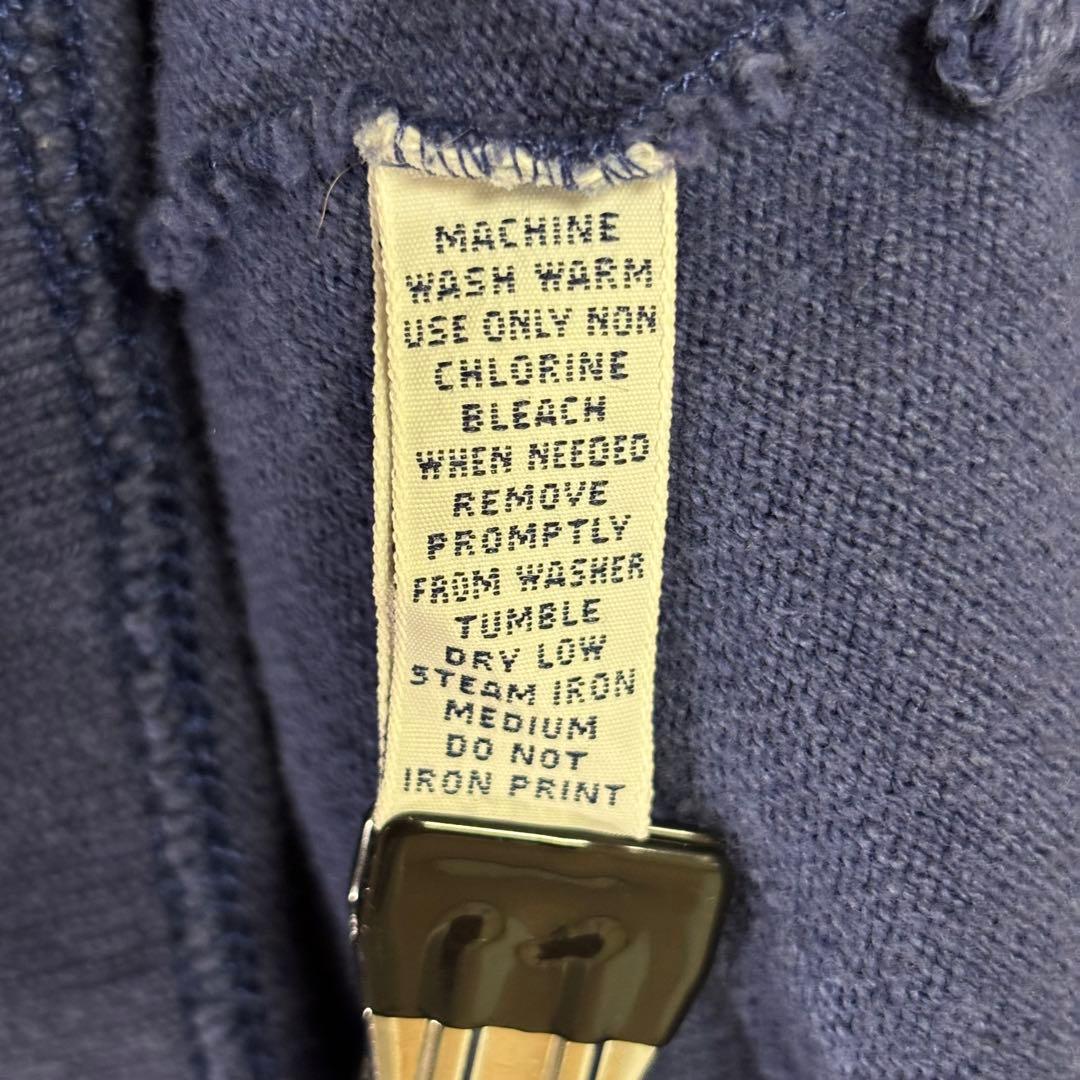 MACHINE
WASH WARM
USE ONLY NON
CHLORINE
BLEACH
WHEN NEEDED
REMOVE
PROMPTLY
FROM WASHER
TUMBLE
DRY LOW
STEAM IRON
MEDIUM
DO NOT
IRON PRINT